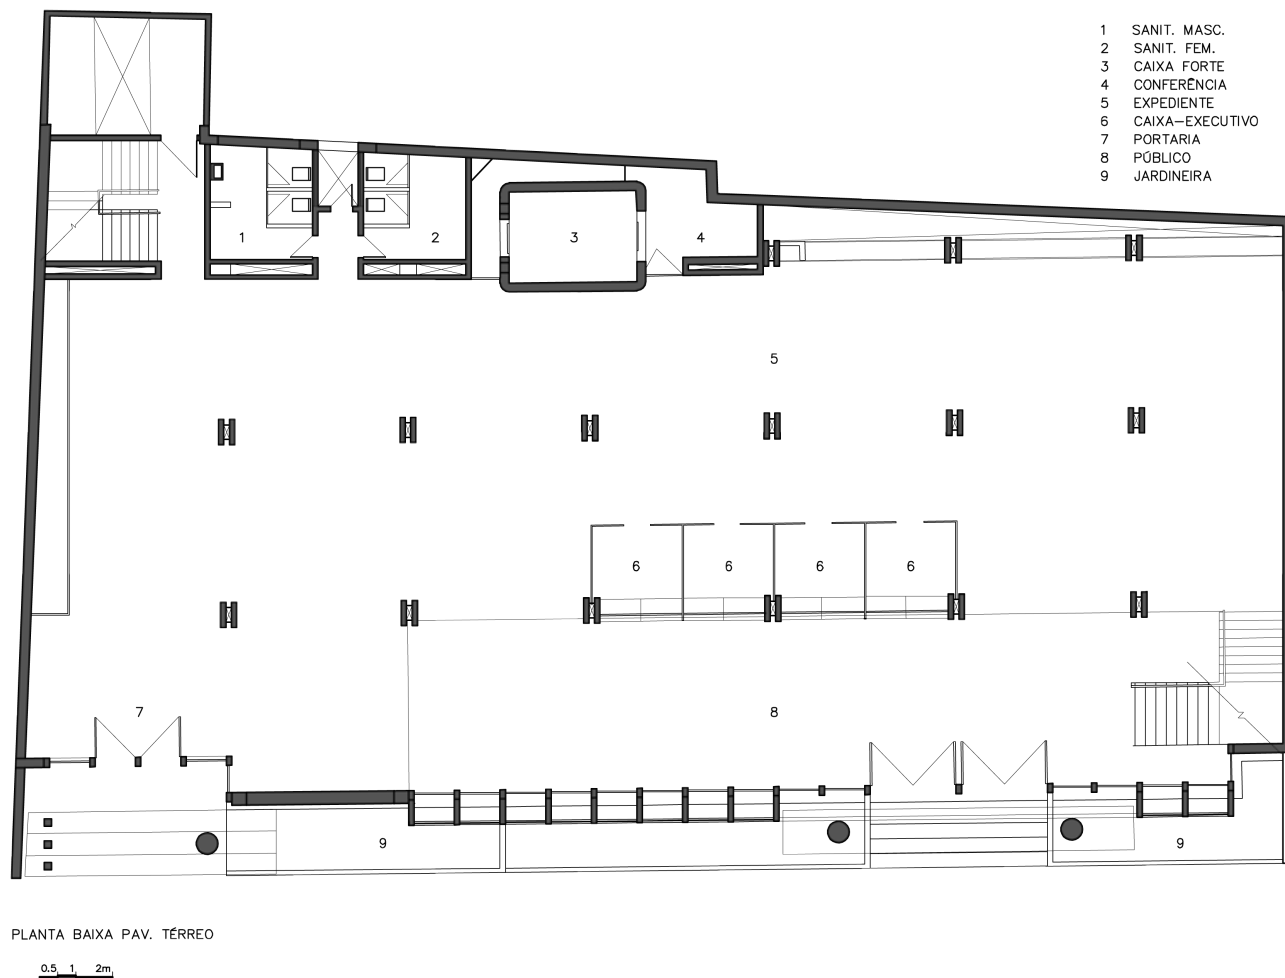 1 SANIT. MASC.
2 SANIT. FEM.
3 CAIXA FORTE
4 CONFERÊNCIA
5 EXPEDIENTE
6 CAIXA-EXECUTIVO
7 PORTARIA
8 PÚBLICO
9 JARDINEIRA
1 2 3 4
5
6 6 6 6
7 8
9 9
PLANTA BAIXA PAV. TÉRREO
0.5 1 2m